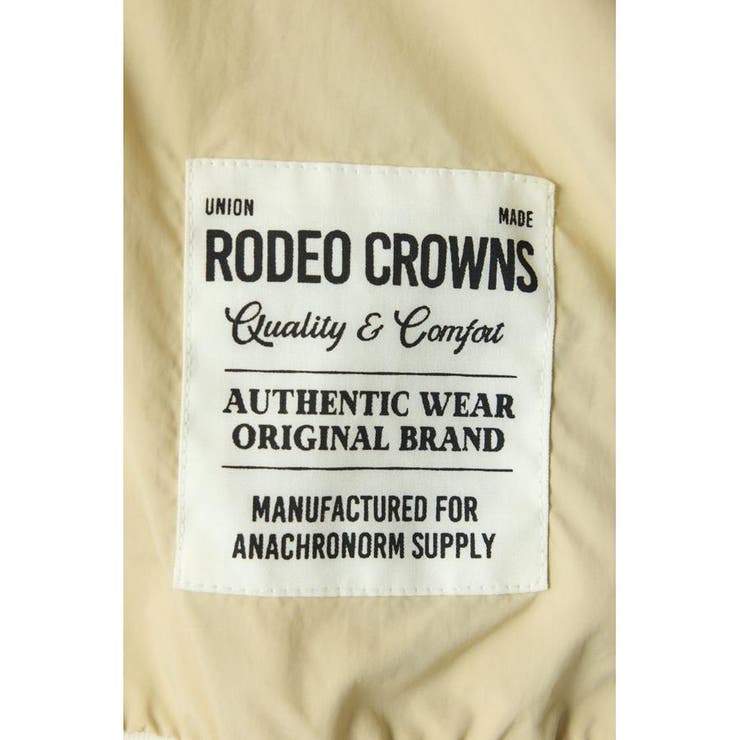 UNION MADE
RODEO CROWNS
Quality & Comfort
AUTHENTIC WEAR
ORIGINAL BRAND
MANUFACTURED FOR
ANACHRONORM SUPPLY